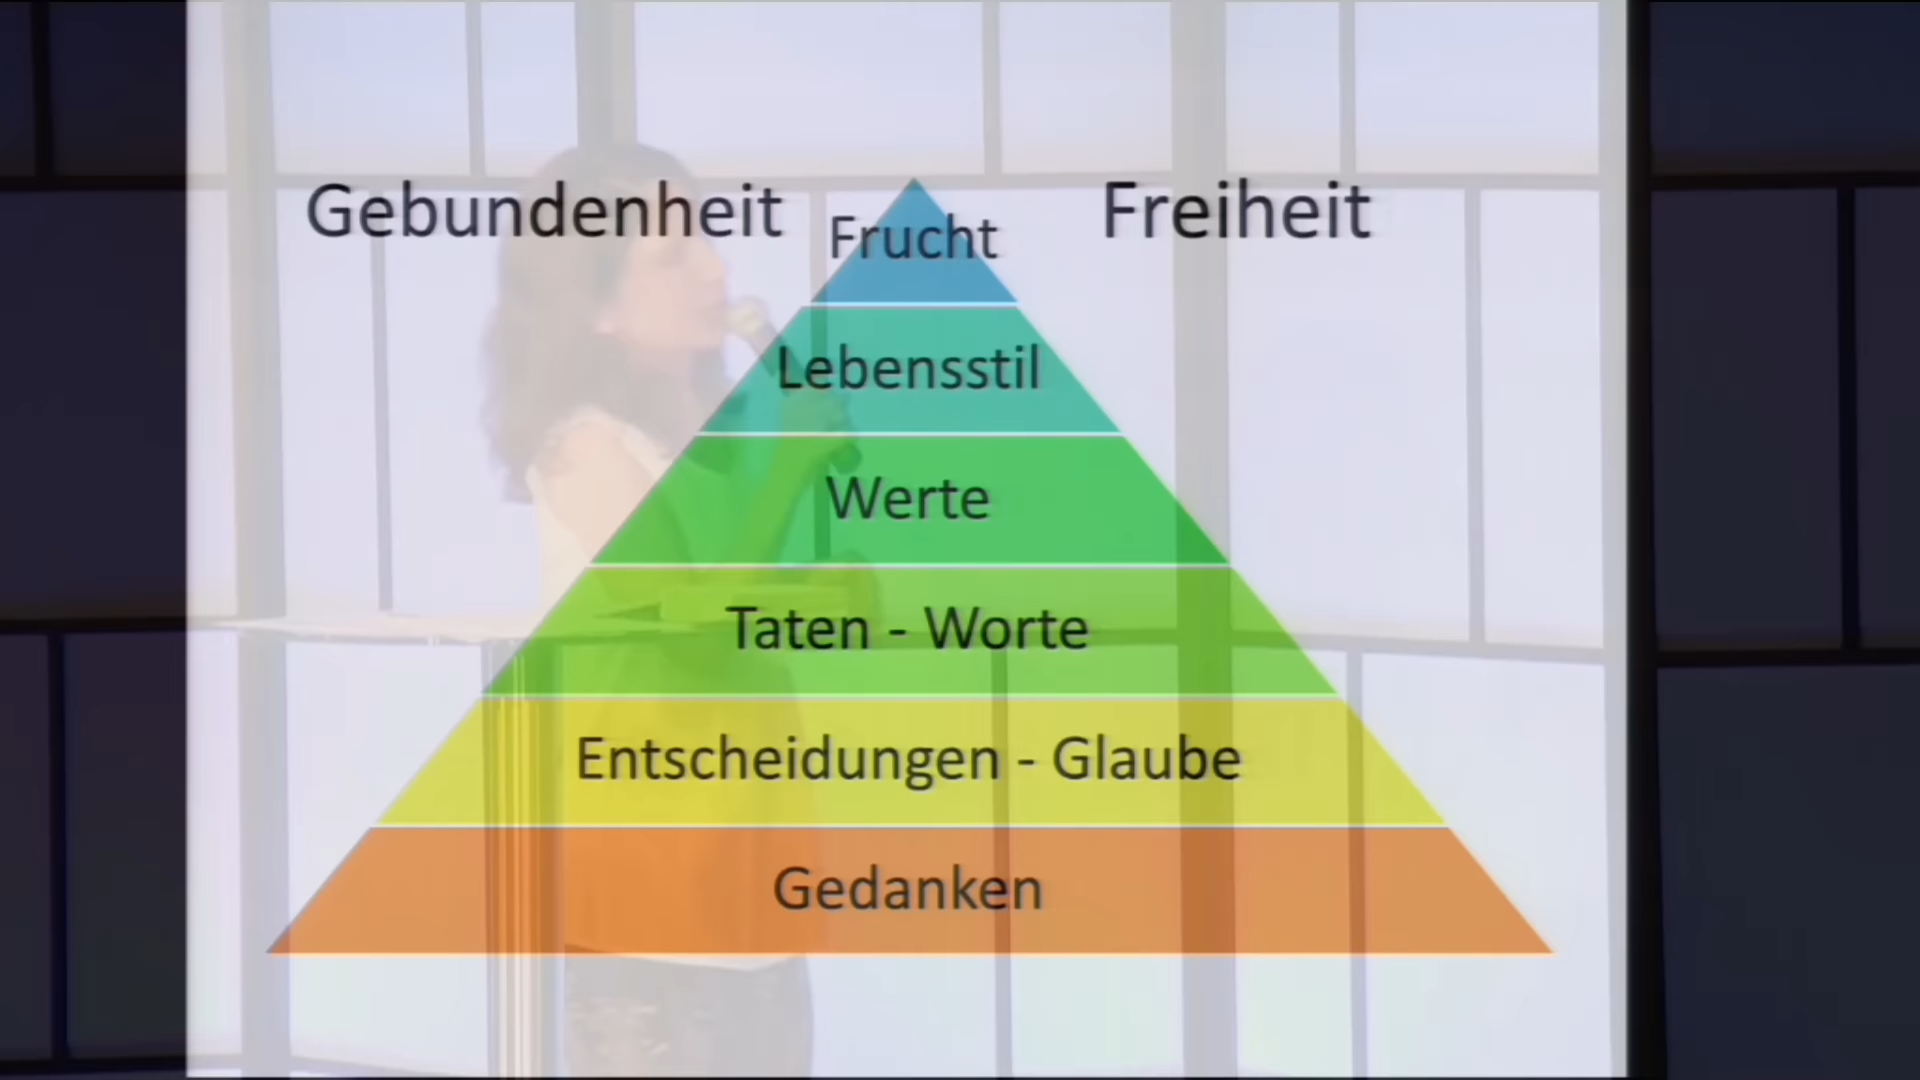 Gebundenheit
Freiheit
Frucht
Lebensstil
Werte
Taten - Worte
Entscheidungen - Glaube
Gedanken